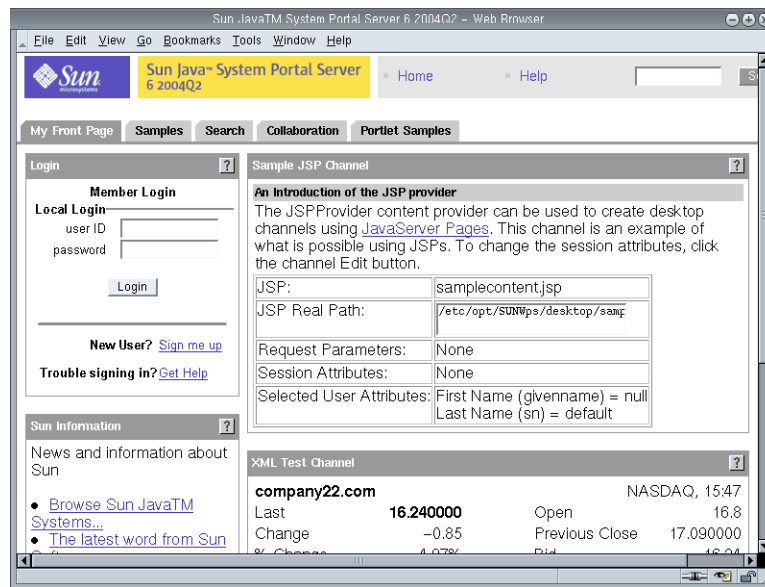 Sun JavaTM System Portal Server 6 2004Q2 – Web Browser
File Edit View Go Bookmarks Tools Window Help
Sun
microsystems
Sun Java™ System Portal Server
6 2004Q2
Home
Help
My Front Page
Samples
Search
Collaboration
Portlet Samples
Login
?
Member Login
Local Login
user ID
password
Login
New User? Sign me up
Trouble signing in? Get Help
Sun Information
?
News and information about
Sun
Browse Sun JavaTM
Systems...
The latest word from Sun
Sample JSP Channel
?
An Introduction of the JSP provider
The JSPProvider content provider can be used to create desktop
channels using JavaServer Pages. This channel is an example of
what is possible using JSPs. To change the session attributes, click
the channel Edit button.
JSP: samplecontent.jsp
JSP Real Path: /etc/opt/SUNWps/desktop/samp
Request Parameters: None
Session Attributes: None
Selected User Attributes: First Name (givenname) = null
Last Name (sn) = default
XML Test Channel
?
company22.com NASDAQ, 15:47
Last 16.240000 Open 16.8
Change –0.85 Previous Close 17.090000